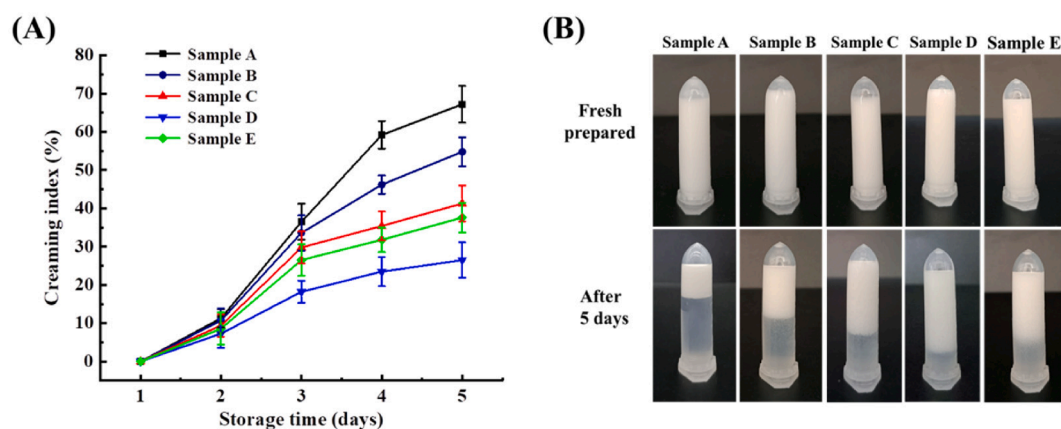 (A)
80
70
60
50
40
30
20
10
0
Creaming index (%)
Sample A
Sample B
Sample C
Sample D
Sample E
1 2 3 4 5
Storage time (days)
(B)
Sample A Sample B Sample C Sample D Sample E
Fresh
prepared
After
5 days